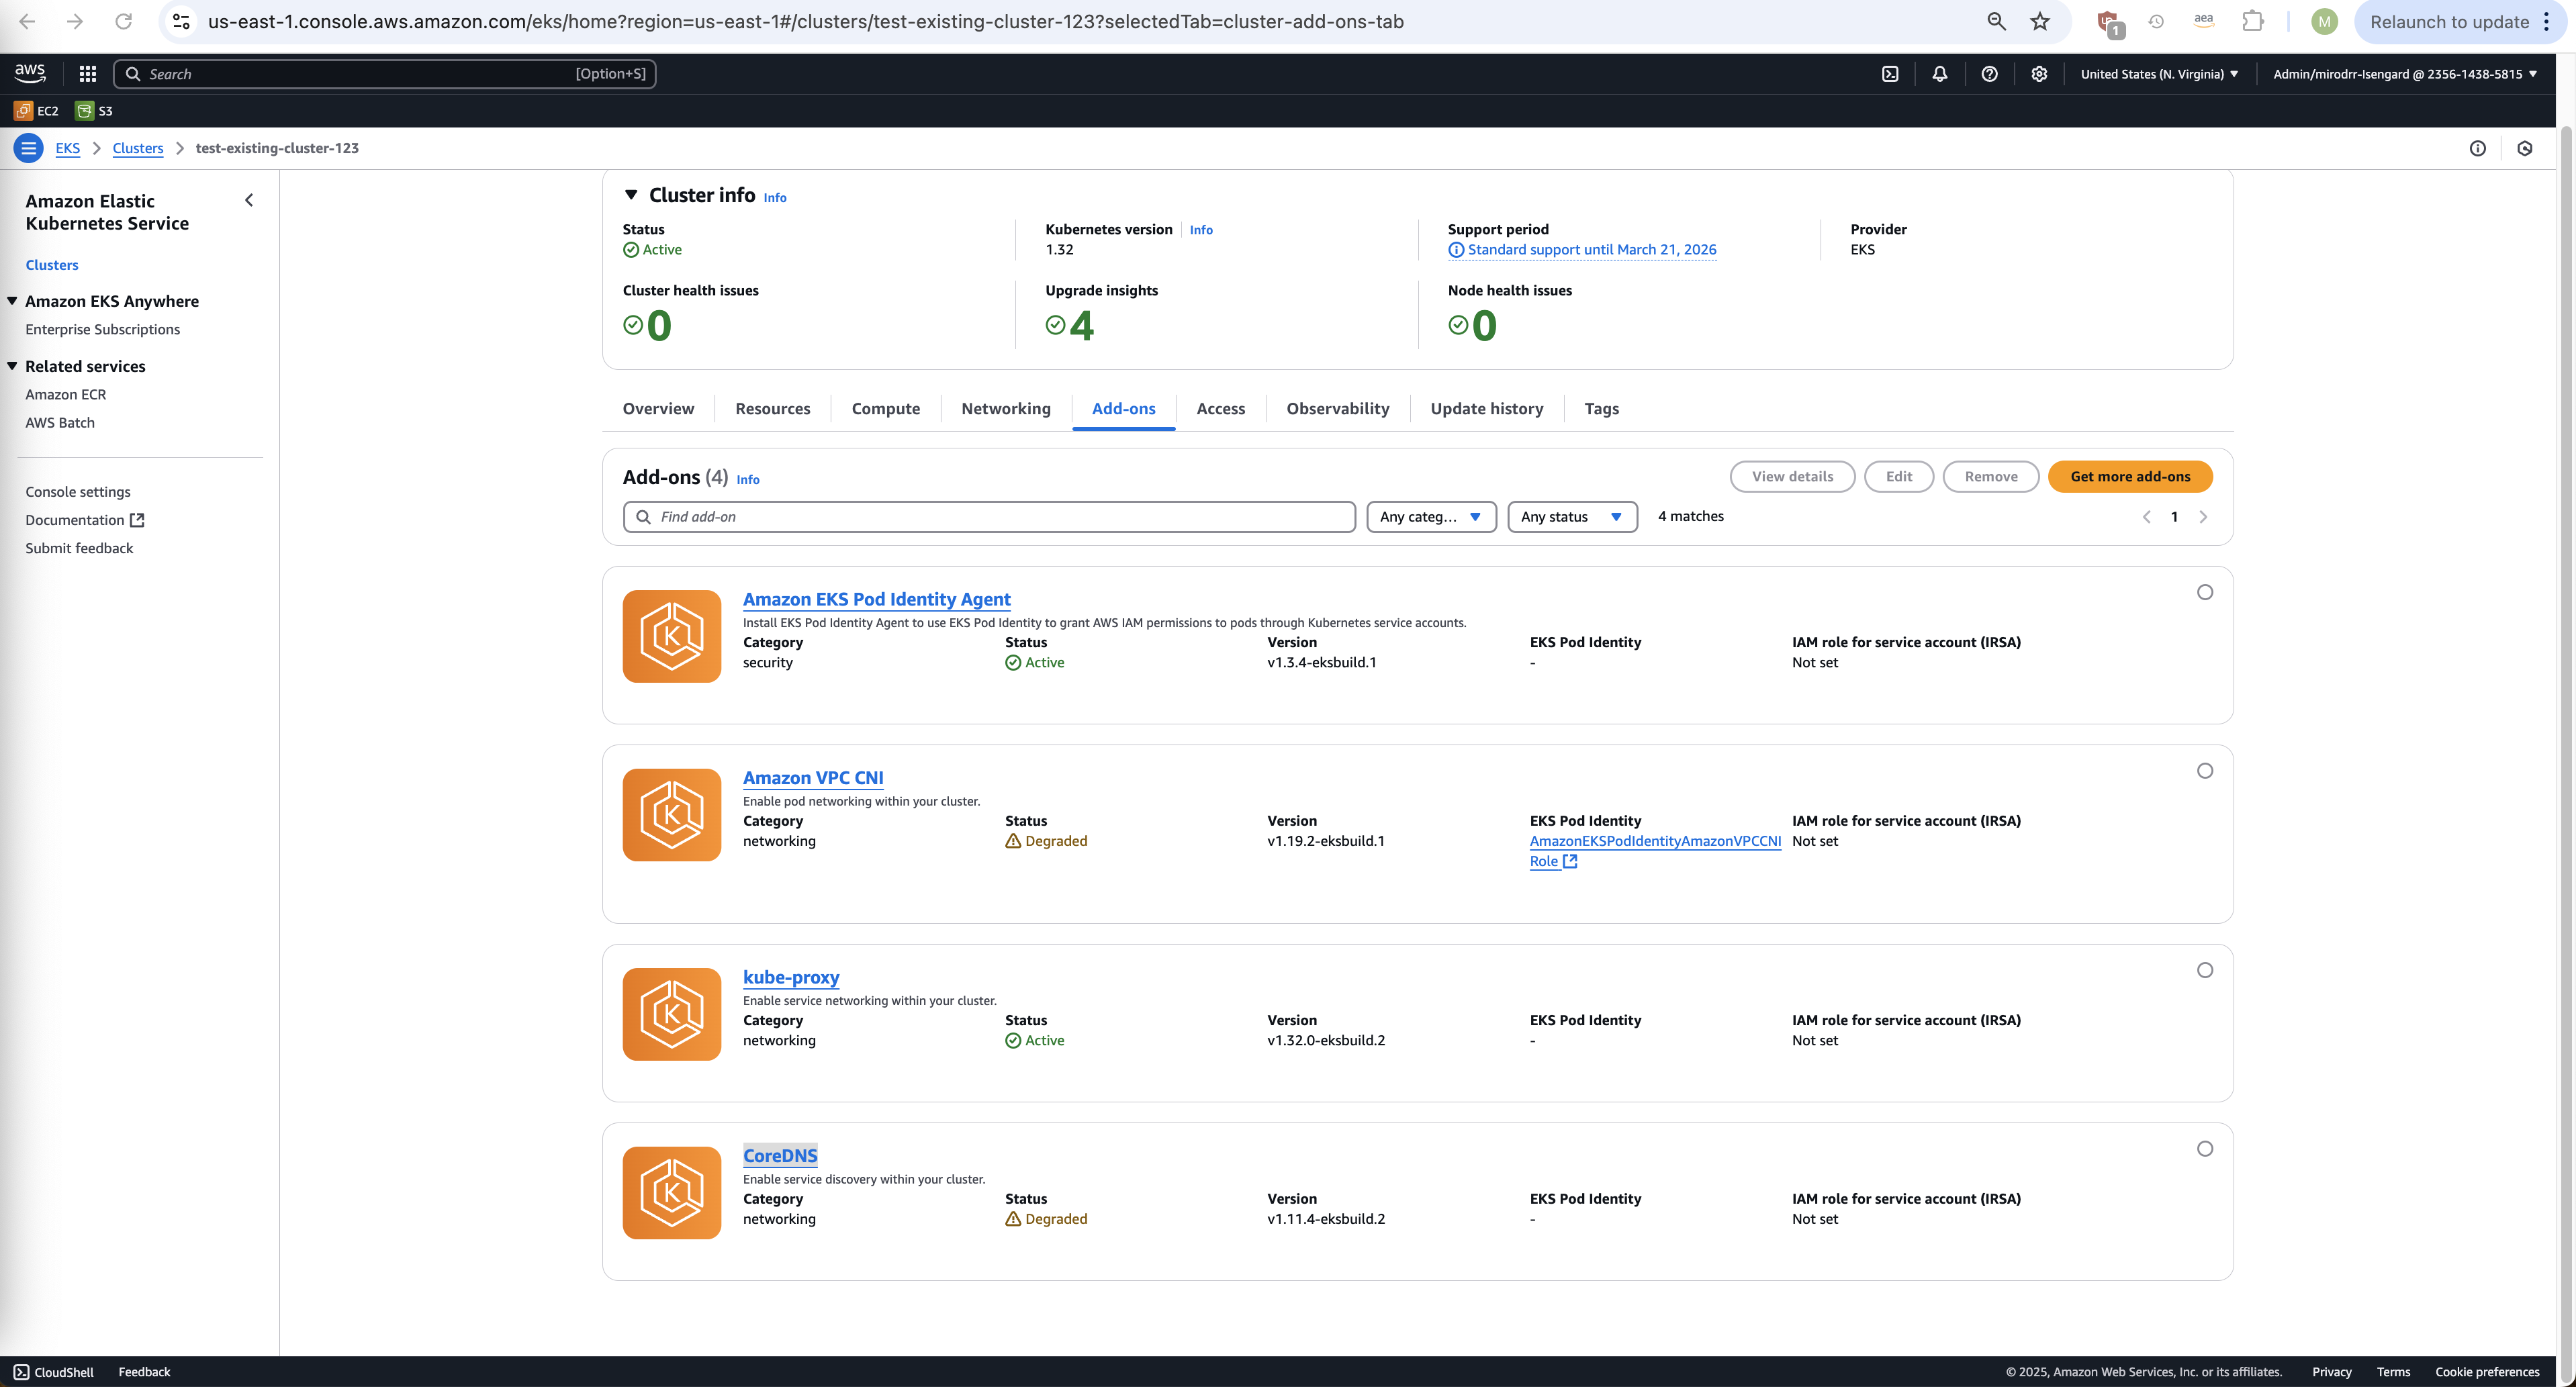 us-east-1.console.aws.amazon.com/eks/home?region=us-east-1#/clusters/test-existing-cluster-123?selectedTab=cluster-add-ons-tab
1
aea
M
Relaunch to update
aws
Search
[Option+S]
United States (N. Virginia)
Admin/mirodrr-Isengard @ 2356-1438-5815
EC2
S3
EKS
Clusters
test-existing-cluster-123
Amazon Elastic
Kubernetes Service
Clusters
Amazon EKS Anywhere
Enterprise Subscriptions
Related services
Amazon ECR
AWS Batch
Console settings
Documentation
Submit feedback
Cluster info Info
Status
Active
Kubernetes version Info
1.32
Support period
Standard support until March 21, 2026
Provider
EKS
Cluster health issues
0
Upgrade insights
4
Node health issues
0
Overview
Resources
Compute
Networking
Add-ons
Access
Observability
Update history
Tags
Add-ons (4) Info
View details
Edit
Remove
Get more add-ons
Find add-on
Any categ...
Any status
4 matches
1
Amazon EKS Pod Identity Agent
Install EKS Pod Identity Agent to use EKS Pod Identity to grant AWS IAM permissions to pods through Kubernetes service accounts.
Category
security
Status
Active
Version
v1.3.4-eksbuild.1
EKS Pod Identity
-
IAM role for service account (IRSA)
Not set
K
Amazon VPC CNI
Enable pod networking within your cluster.
Category
networking
Status
Degraded
Version
v1.19.2-eksbuild.1
EKS Pod Identity
AmazonEKSPodIdentityAmazonVPCCNI
Role
IAM role for service account (IRSA)
Not set
K
kube-proxy
Enable service networking within your cluster.
Category
networking
Status
Active
Version
v1.32.0-eksbuild.2
EKS Pod Identity
-
IAM role for service account (IRSA)
Not set
K
CoreDNS
Enable service discovery within your cluster.
Category
networking
Status
Degraded
Version
v1.11.4-eksbuild.2
EKS Pod Identity
-
IAM role for service account (IRSA)
Not set
K
CloudShell
Feedback
© 2025, Amazon Web Services, Inc. or its affiliates.
Privacy
Terms
Cookie preferences